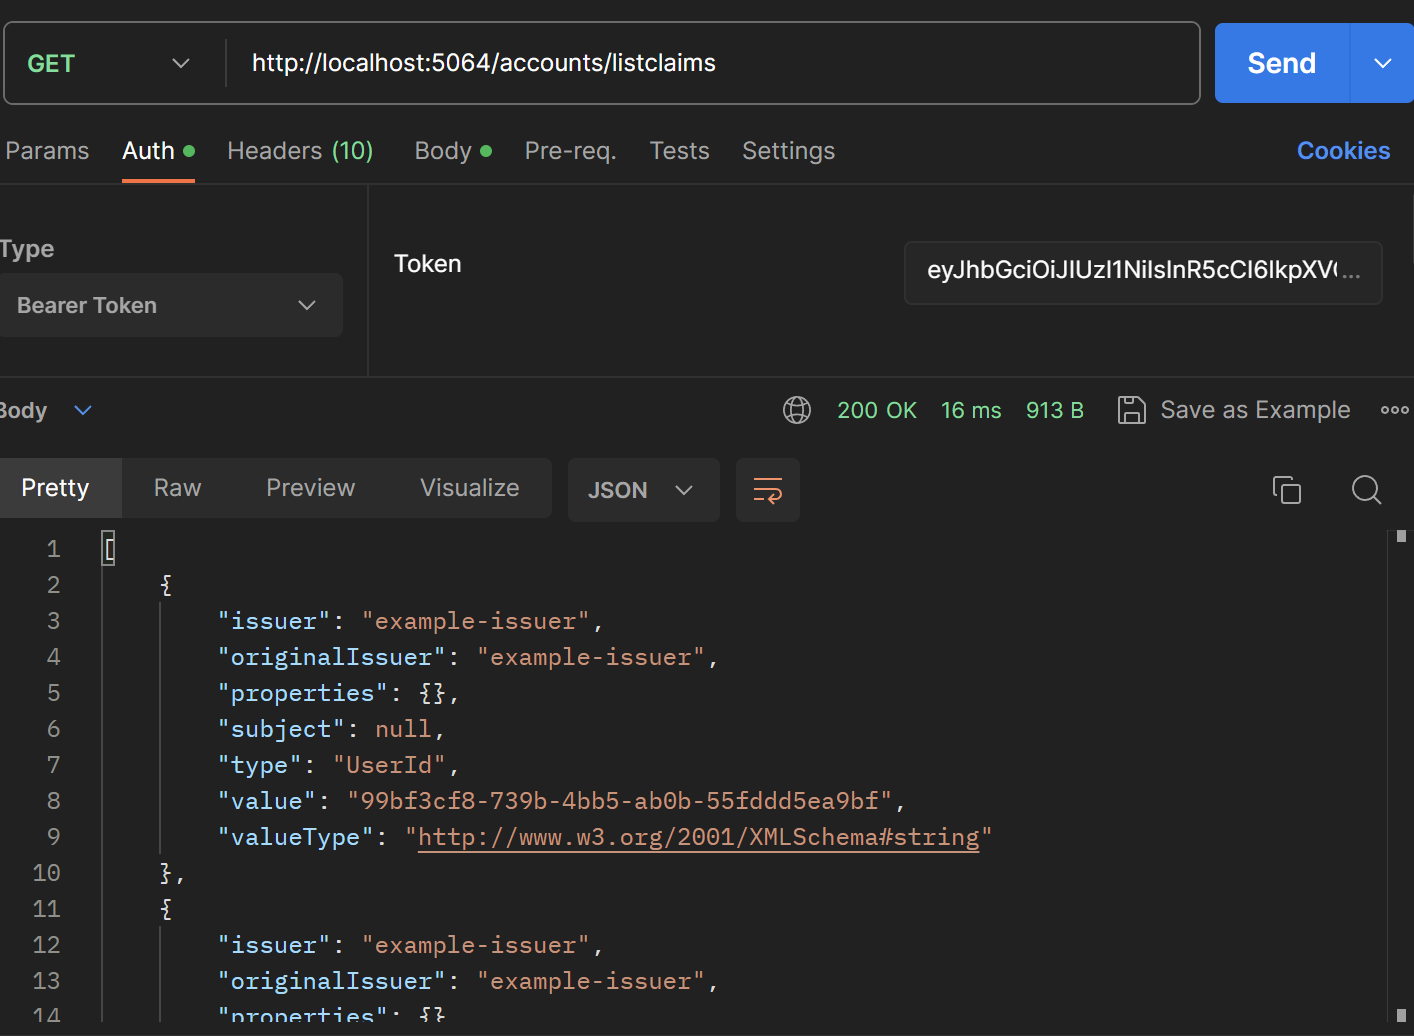 GET http://localhost:5064/accounts/listclaims Send
Params Auth Headers (10) Body Pre-req. Tests Settings Cookies
Type
Bearer Token
Token eyJhbGciOiJIUzI1NiIsInR5cCI6IkpXVC...
Body 200 OK 16 ms 913 B Save as Example
Pretty Raw Preview Visualize JSON
1 [
2 {
3 "issuer": "example-issuer",
4 "originalIssuer": "example-issuer",
5 "properties": {},
6 "subject": null,
7 "type": "UserId",
8 "value": "99bf3cf8-739b-4bb5-ab0b-55fddd5ea9bf",
9 "valueType": "http://www.w3.org/2001/XMLSchema#string"
10 },
11 {
12 "issuer": "example-issuer",
13 "originalIssuer": "example-issuer",
14 "properties": {}